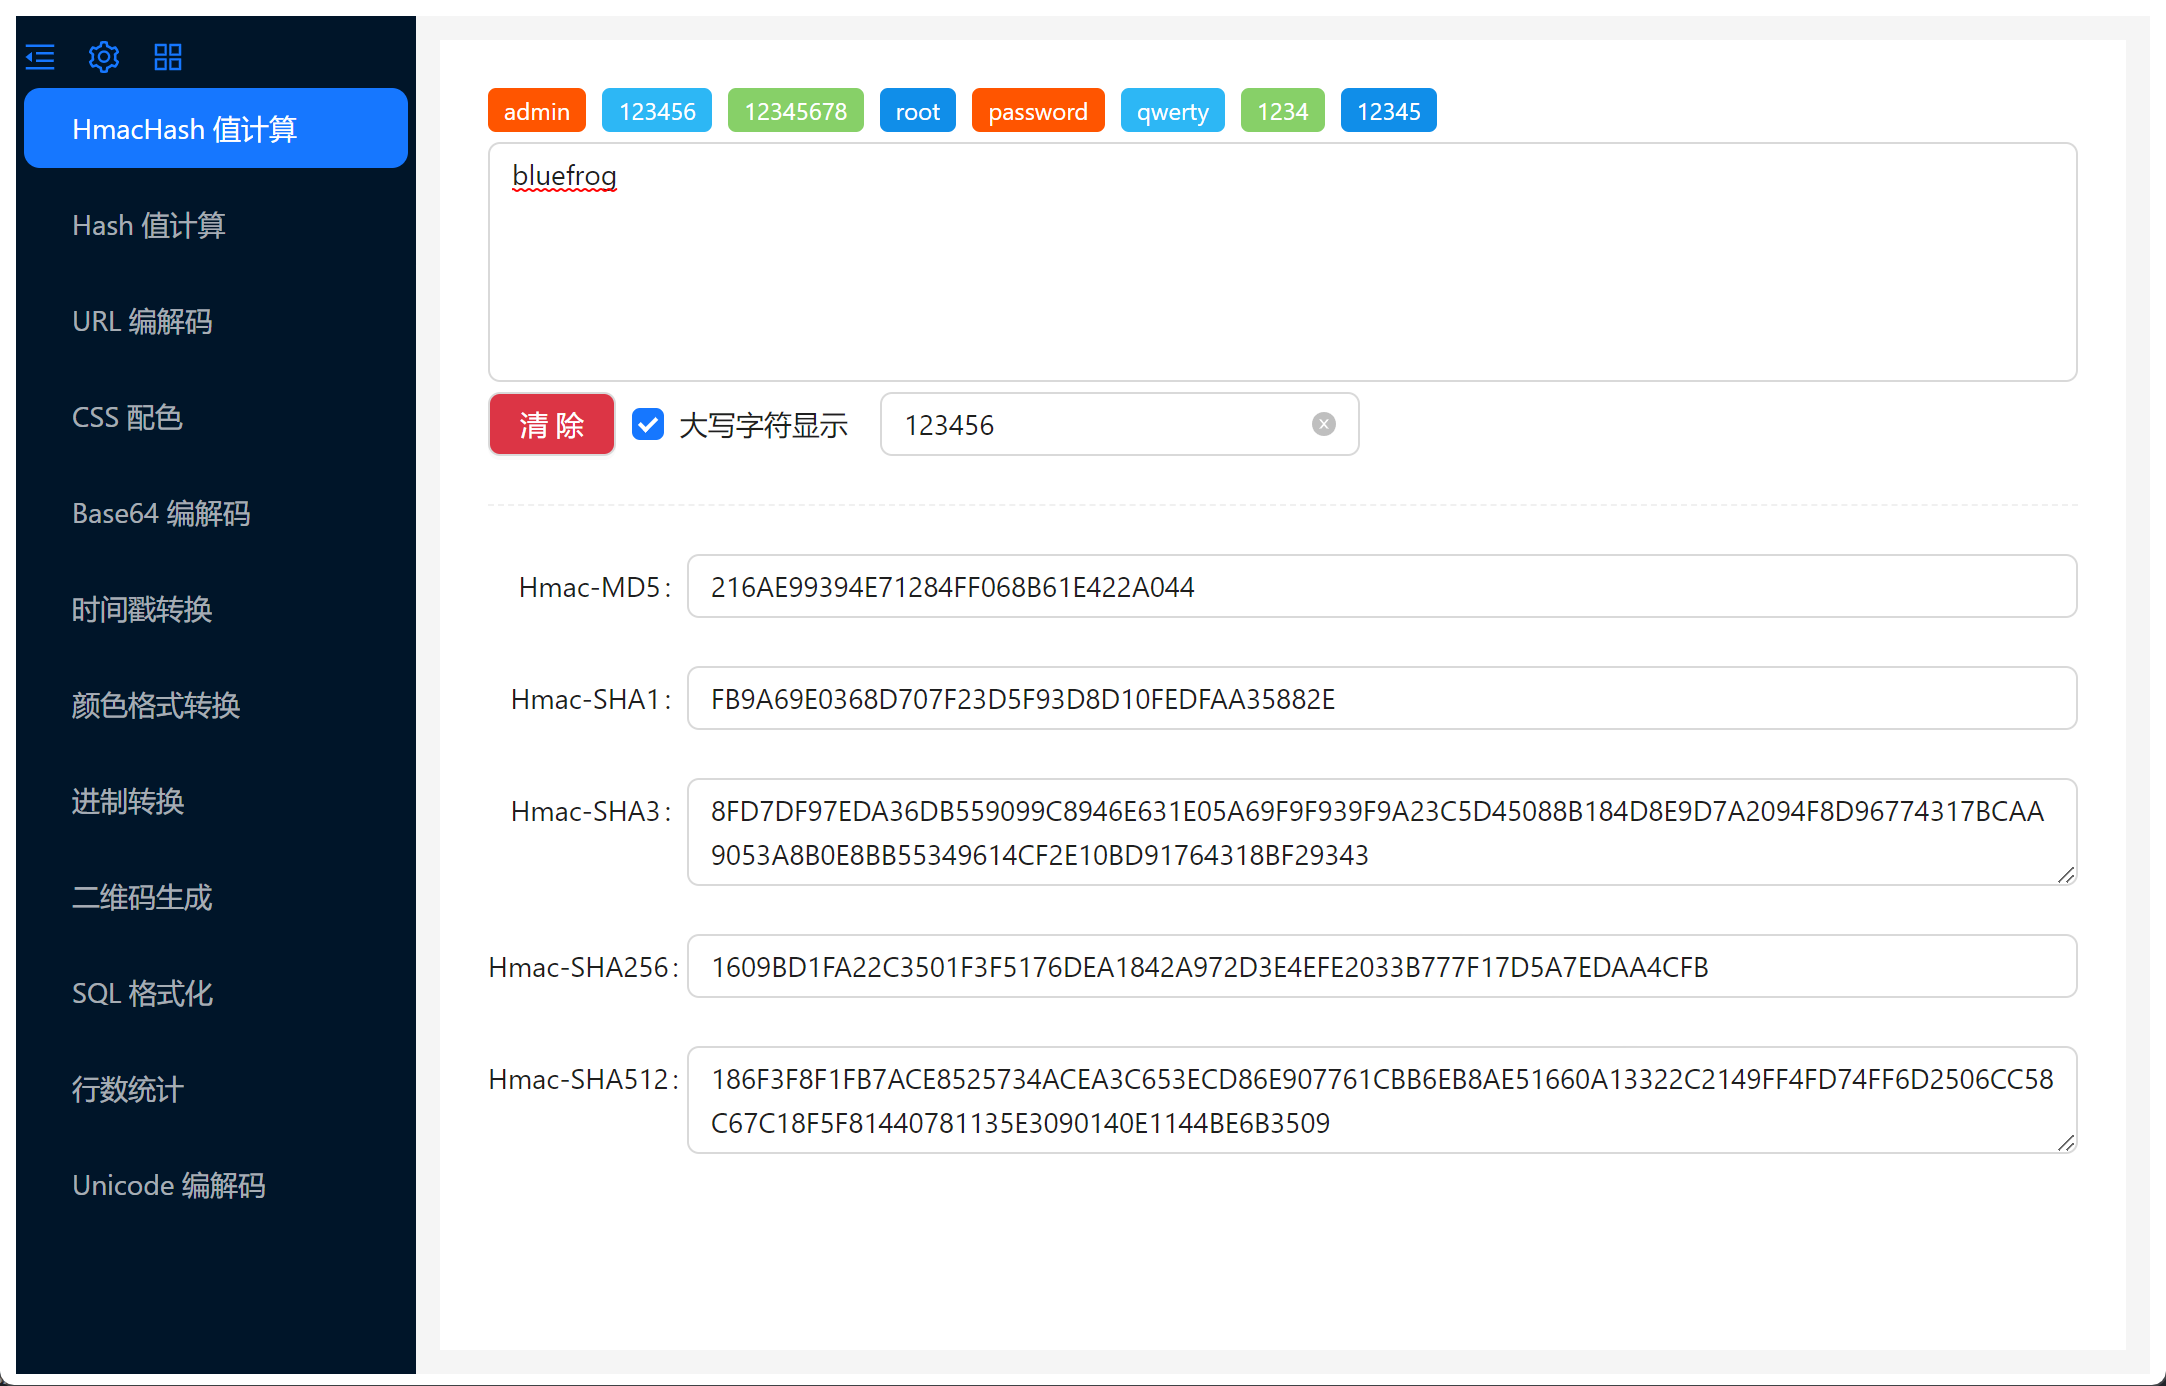 HmacHash 值计算
Hash 值计算
URL 编解码
CSS 配色
Base64 编解码
时间戳转换
颜色格式转换
进制转换
二维码生成
SQL 格式化
行数统计
Unicode 编解码
admin 123456 12345678 root password qwerty 1234 12345
bluefrog
清 除 大写字符显示 123456
Hmac-MD5: 216AE99394E71284FF068B61E422A044
Hmac-SHA1: FB9A69E0368D707F23D5F93D8D10FEDFAA35882E
Hmac-SHA3: 8FD7DF97EDA36DB559099C8946E631E05A69F9F939F9A23C5D45088B184D8E9D7A2094F8D96774317BCAA
9053A8B0E8BB55349614CF2E10BD91764318BF29343
Hmac-SHA256: 1609BD1FA22C3501F3F5176DEA1842A972D3E4EFE2033B777F17D5A7EDAA4CFB
Hmac-SHA512: 186F3F8F1FB7ACE8525734ACEA3C653ECD86E907761CBB6EB8AE51660A13322C2149FF4FD74FF6D2506CC58
C67C18F5F81440781135E3090140E1144BE6B3509